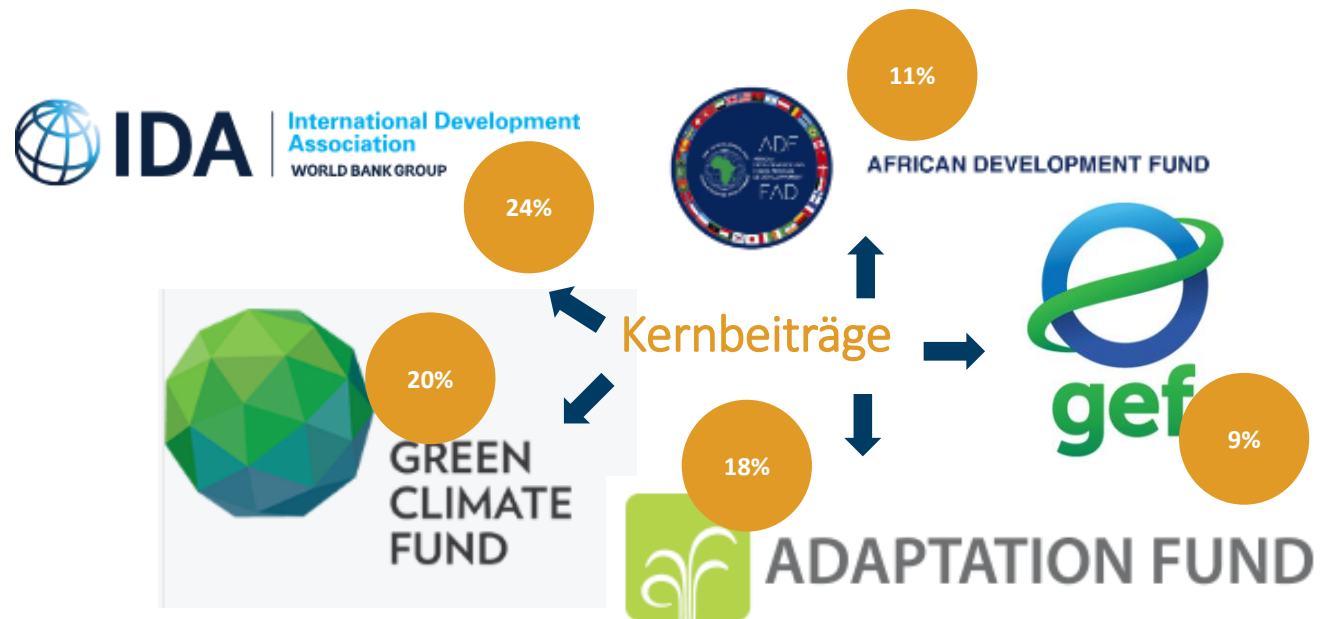 11%
IDA
International Development
Association
WORLD BANK GROUP
ADF
FAD
AFRICAN DEVELOPMENT FUND
24%
Kernbeiträge
20%
gef
9%
GREEN
CLIMATE
FUND
18%
af
ADAPTATION FUND